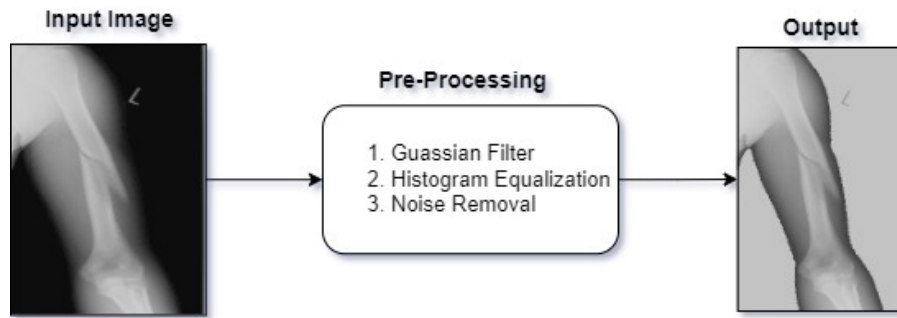 Input Image
Output
Pre-Processing
L
L
1. Guassian Filter
2. Histogram Equalization
3. Noise Removal